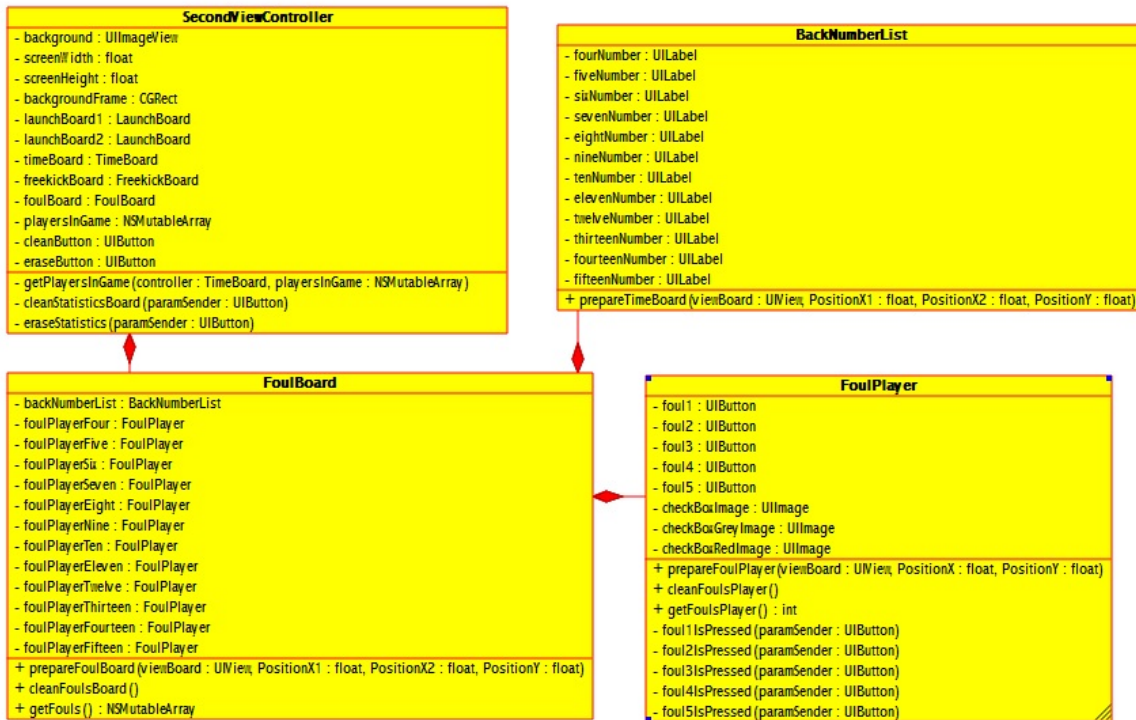 SecondViewController
- background : UIImageView
- screenWidth : float
- screenHeight : float
- backgroundFrame : CGRect
- launchBoard1 : LaunchBoard
- launchBoard2 : LaunchBoard
- timeBoard : TimeBoard
- freekickBoard : FreekickBoard
- foulBoard : FoulBoard
- playersInGame : NSMutableArray
- cleanButton : UIButton
- eraseButton : UIButton
- getPlayersInGame(controller : TimeBoard, playersInGame : NSMutableArray)
- cleanStatisticsBoard(paramSender : UIButton)
- eraseStatistics(paramSender : UIButton)
BackNumberList
- fourNumber : UILabel
- fiveNumber : UILabel
- sixNumber : UILabel
- sevenNumber : UILabel
- eightNumber : UILabel
- nineNumber : UILabel
- tenNumber : UILabel
- elevenNumber : UILabel
- twelveNumber : UILabel
- thirteenNumber : UILabel
- fourteenNumber : UILabel
- fifteenNumber : UILabel
+ prepareTimeBoard(viewBoard : UIView, PositionX1 : float, PositionX2 : float, PositionY : float)
FoulBoard
- backNumberList : BackNumberList
- foulPlayerFour : FoulPlayer
- foulPlayerFive : FoulPlayer
- foulPlayerSix : FoulPlayer
- foulPlayerSeven : FoulPlayer
- foulPlayerEight : FoulPlayer
- foulPlayerNine : FoulPlayer
- foulPlayerTen : FoulPlayer
- foulPlayerEleven : FoulPlayer
- foulPlayerTwelve : FoulPlayer
- foulPlayerThirteen : FoulPlayer
- foulPlayerFourteen : FoulPlayer
- foulPlayerFifteen : FoulPlayer
+ prepareFoulBoard(viewBoard : UIView, PositionX1 : float, PositionX2 : float, PositionY : float)
+ cleanFoulsBoard()
+ getFouls() : NSMutableArray
FoulPlayer
- foul1 : UIButton
- foul2 : UIButton
- foul3 : UIButton
- foul4 : UIButton
- foul5 : UIButton
- checkBoxImage : UIImage
- checkBoxGreyImage : UIImage
- checkBoxRedImage : UIImage
+ prepareFoulPlayer(viewBoard : UIView, PositionX : float, PositionY : float)
+ cleanFoulsPlayer()
+ getFoulsPlayer() : int
- foul1IsPressed(paramSender : UIButton)
- foul2IsPressed(paramSender : UIButton)
- foul3IsPressed(paramSender : UIButton)
- foul4IsPressed(paramSender : UIButton)
- foul5IsPressed(paramSender : UIButton)